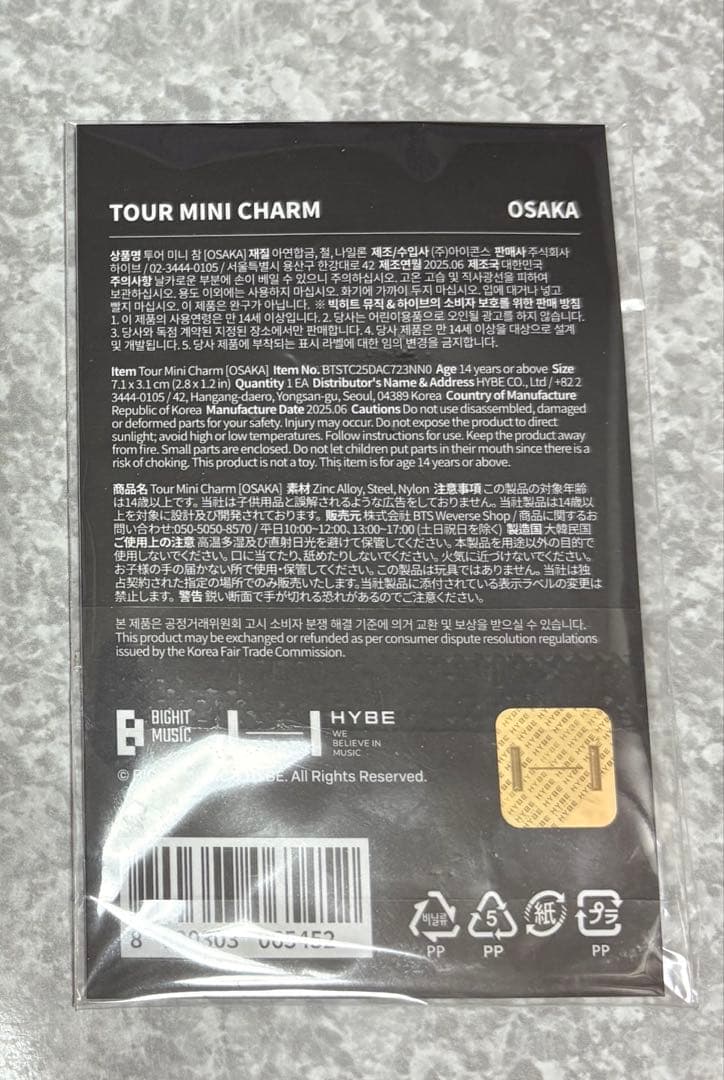 TOUR MINI CHARM OSAKA
상품명 투어 미니 참 [OSAKA] 재질 아연합금, 철, 나일론 제조/수입사 (주)아이콘스 판매사 주식회사
하이브 / 02-3444-0105 / 서울특별시 용산구 한강대로 42 제조연월 2025.06 제조국 대한민국
주의사항 날카로운 부분에 손이 베일 수 있으니 주의하십시오. 고온 고습 및 직사광선을 피하여
보관하십시오. 용도 이외에는 사용하지 마십시오. 화기에 가까이 두지 마십시오. 입에 대거나 넣고
빨지 마십시오. 이 제품은 완구가 아닙니다. ※ 빅히트 뮤직 & 하이브의 소비자 보호를 위한 판매 방침
1. 이 제품의 사용연령은 만 14세 이상입니다. 2. 당사는 어린이용품으로 오인될 광고를 하지 않습니다.
3. 당사와 독점 계약된 지정된 장소에서만 판매합니다. 4. 당사 제품은 만 14세 이상을 대상으로 설계
및 개발됩니다. 5. 당사 제품에 부착되는 표시 라벨에 대한 임의 변경을 금지합니다.
Item Tour Mini Charm [OSAKA] Item No. BTSTC25DAC723NN0 Age 14 years or above Size
7.1 x 3.1 cm (2.8 x 1.2 in) Quantity 1 EA Distributor's Name & Address HYBE CO., Ltd / +82 2
3444-0105 / 42, Hangang-daero, Yongsan-gu, Seoul, 04389 Korea Country of Manufacture
Republic of Korea Manufacture Date 2025.06 Cautions Do not use disassembled, damaged
or deformed parts for your safety. Injury may occur. Do not expose the product to direct
sunlight; avoid high or low temperatures. Follow instructions for use. Keep the product away
from fire. Small parts are enclosed. Do not let children put parts in their mouth since there is a
risk of choking. This product is not a toy. This item is for age 14 years or above.
商品名 Tour Mini Charm [OSAKA] 素材 Zinc Alloy, Steel, Nylon 注意事項 この製品の対象年齢
は14歳以上です。当社は子供用品と誤解されるような広告をしておりません。当社製品は14歳以
上を対象に設計及び開発されております。 販売元 株式会社 BTS Weverse Shop / 商品に関するお
問い合わせ:050-5050-8570 / 平日10:00~12:00、13:00~17:00 (土日祝日を除く) 製造国 大韓民国
ご使用上の注意 高温多湿及び直射日光を避けて保管してください。本製品を用途以外の目的で
使用しないでください。口に当てたり、舐めたりしないでください。火気に近づけないでください。
お子様の手の届かない所で使用・保管してください。この製品は玩具ではありません。当社は独
占契約された指定の場所でのみ販売いたします。当社製品に添付されている表示ラベルの変更は
禁止します。 警告 鋭い断面で手が切れる恐れがあるのでご注意ください。
본 제품은 공정거래위원회 고시 소비자 분쟁 해결 기준에 의거 교환 및 보상을 받으실 수 있습니다.
This product may be exchanged or refunded as per consumer dispute resolution regulations
issued by the Korea Fair Trade Commission.
BIGHIT
MUSIC
HYBE
WE
BELIEVE IN
MUSIC
HYBE. All Rights Reserved.
HYBE
8 065452
비닐류 5 紙 プラ
PP PP PP